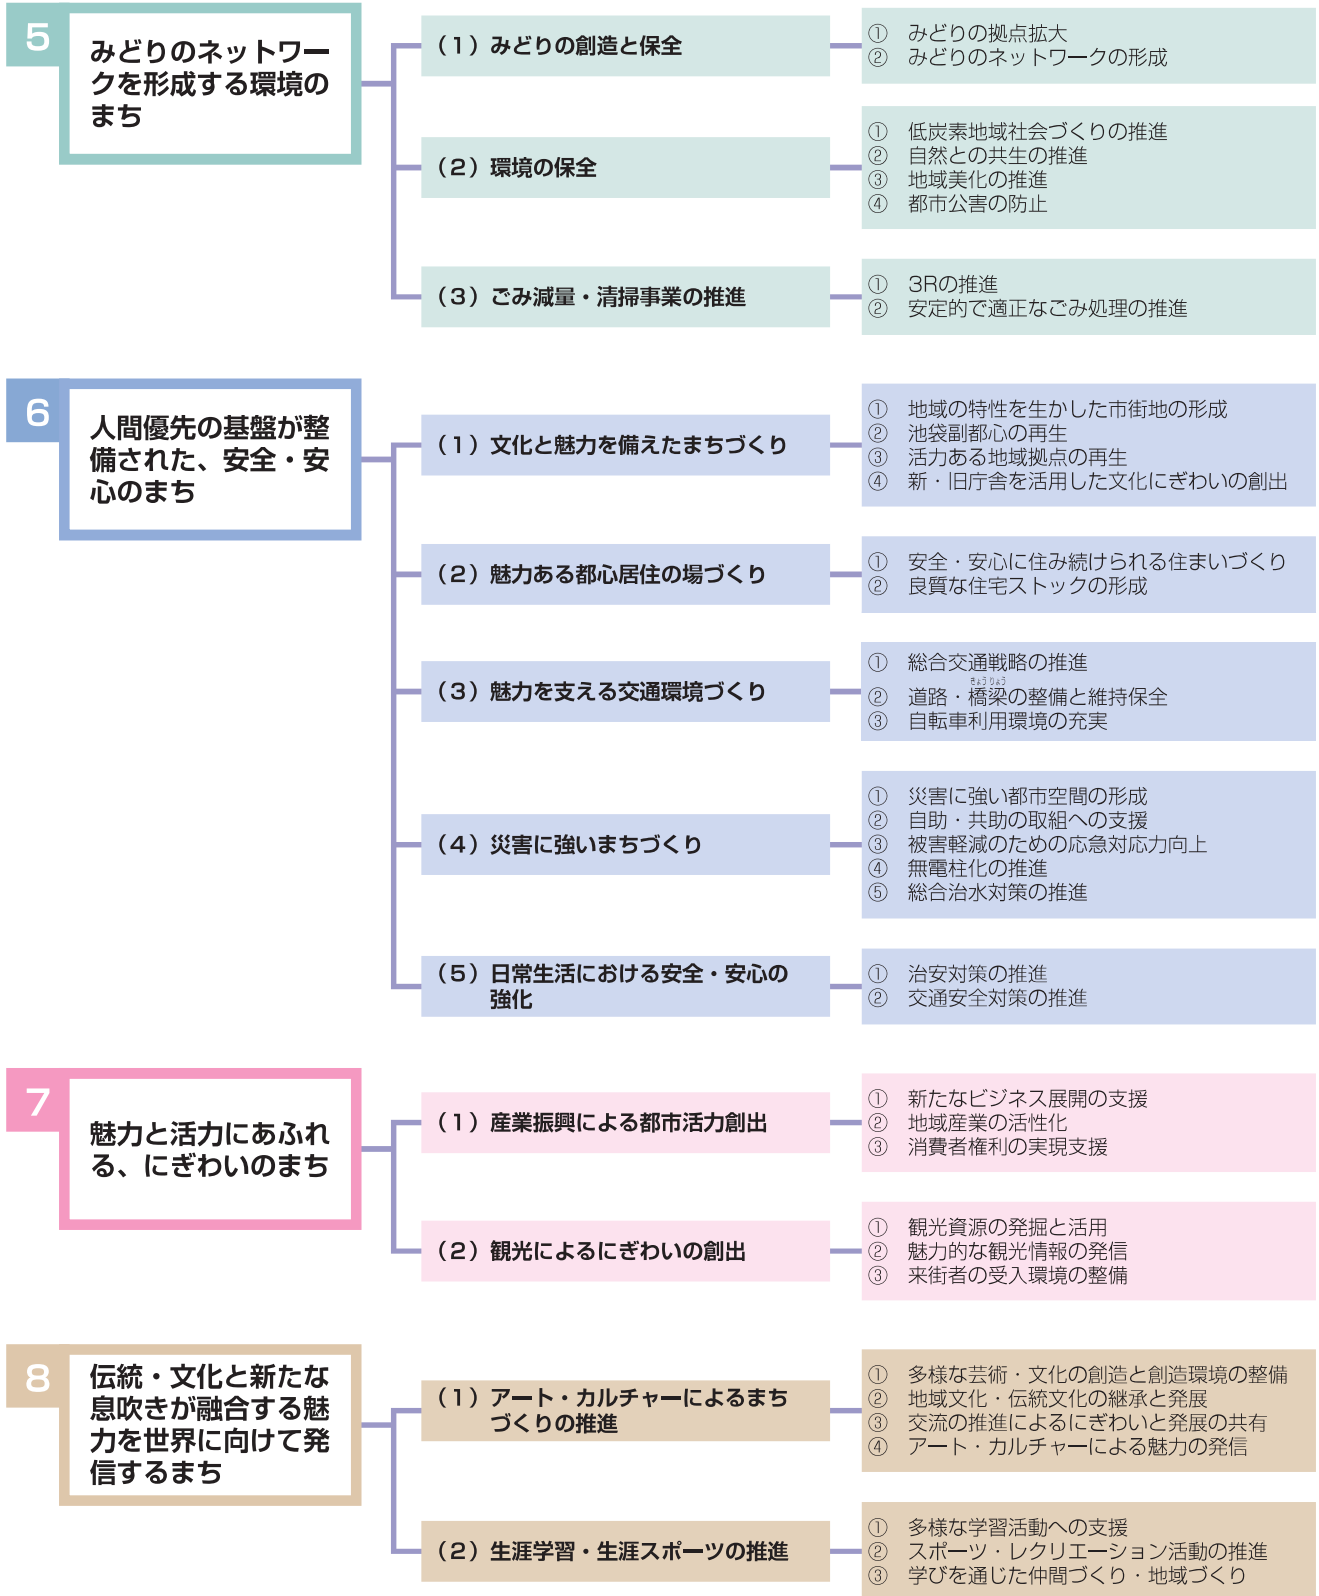 5
みどりのネットワー
クを形成する環境の
まち
（1）みどりの創造と保全
① みどりの拠点拡大
② みどりのネットワークの形成
（2）環境の保全
① 低炭素地域社会づくりの推進
② 自然との共生の推進
③ 地域美化の推進
④ 都市公害の防止
（3）ごみ減量・清掃事業の推進
① 3Rの推進
② 安定的で適正なごみ処理の推進
6
人間優先の基盤が整
備された、安全・安
心のまち
（1）文化と魅力を備えたまちづくり
① 地域の特性を生かした市街地の形成
② 池袋副都心の再生
③ 活力ある地域拠点の再生
④ 新・旧庁舎を活用した文化にぎわいの創出
（2）魅力ある都心居住の場づくり
① 安全・安心に住み続けられる住まいづくり
② 良質な住宅ストックの形成
（3）魅力を支える交通環境づくり
① 総合交通戦略の推進
きょうりょう
② 道路・橋梁の整備と維持保全
③ 自転車利用環境の充実
（4）災害に強いまちづくり
① 災害に強い都市空間の形成
② 自助・共助の取組への支援
③ 被害軽減のための応急対応力向上
④ 無電柱化の推進
⑤ 総合治水対策の推進
（5）日常生活における安全・安心の
強化
① 治安対策の推進
② 交通安全対策の推進
7
魅力と活力にあふれ
る、にぎわいのまち
（1）産業振興による都市活力創出
① 新たなビジネス展開の支援
② 地域産業の活性化
③ 消費者権利の実現支援
（2）観光によるにぎわいの創出
① 観光資源の発掘と活用
② 魅力的な観光情報の発信
③ 来街者の受入環境の整備
8
伝統・文化と新たな
息吹きが融合する魅
力を世界に向けて発
信するまち
（1）アート・カルチャーによるまち
づくりの推進
① 多様な芸術・文化の創造と創造環境の整備
② 地域文化・伝統文化の継承と発展
③ 交流の推進によるにぎわいと発展の共有
④ アート・カルチャーによる魅力の発信
（2）生涯学習・生涯スポーツの推進
① 多様な学習活動への支援
② スポーツ・レクリエーション活動の推進
③ 学びを通じた仲間づくり・地域づくり